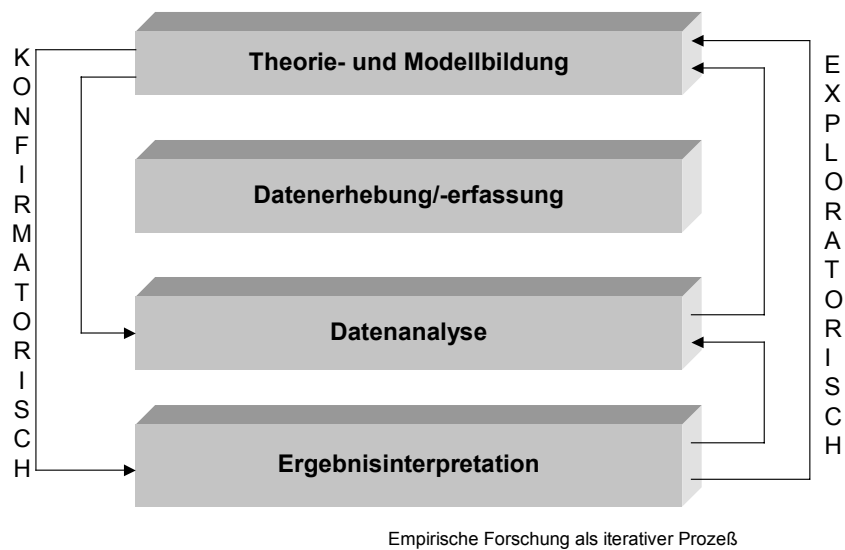 KONFIRMATORISCH
Theorie- und Modellbildung
Datenerhebung/-erfassung
Datenanalyse
Ergebnisinterpretation
EXPLORATORISCH
Empirische Forschung als iterativer Prozeß